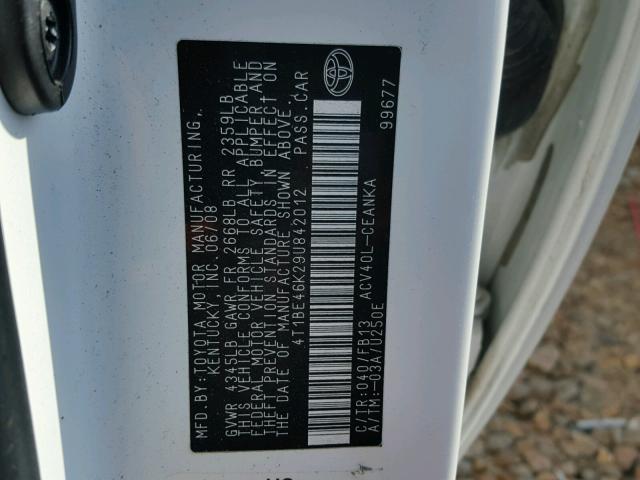 MFD. BY: TOYOTA MOTOR MANUFACTURING,
KENTUCKY, INC. 06/08
GVWR 4345LB GAWR FR 2668LB RR 2359LB
THIS VEHICLE CONFORMS TO ALL APPLICABLE
FEDERAL MOTOR VEHICLE SAFETY, BUMPER, AND
THEFT PREVENTION STANDARDS IN EFFECT ON
THE DATE OF MANUFACTURE SHOWN ABOVE.
4T1BE46K29U842012 PASS.CAR
C/TR: 040/FB13 ACV40L-CEANKA
A/TM: -03A/U250E 99677